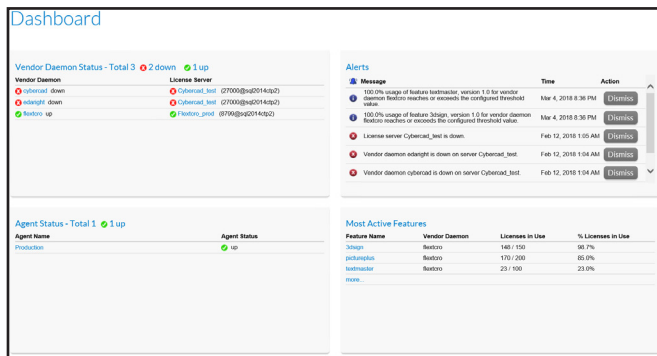 Dashboard
Vendor Daemon Status - Total 3 2 down 1 up
Vendor Daemon License Server
cybercad down Cybercad_test (27000@sql2014ctp2)
edaright down Cybercad_test (27000@sql2014ctp2)
flextcro up Flextcro_prod (8799@sql2014ctp2)
Alerts
Message Time Action
100.0% usage of feature textmaster, version 1.0 for vendor
daemon flextcro reaches or exceeds the configured threshold
value.
Mar 4, 2018 8:36 PM Dismiss
100.0% usage of feature 3dsign, version 1.0 for vendor daemon
flextcro reaches or exceeds the configured threshold value.
Mar 4, 2018 8:36 PM Dismiss
License server Cybercad_test is down. Feb 12, 2018 1:05 AM Dismiss
Vendor daemon edaright is down on server Cybercad_test. Feb 12, 2018 1:04 AM Dismiss
Vendor daemon cybercad is down on server Cybercad_test. Feb 12, 2018 1:04 AM Dismiss
Agent Status - Total 1 1 up
Agent Name Agent Status
Production up
Most Active Features
Feature Name Vendor Daemon Licenses in Use % Licenses in Use
3dsign flextcro 148 / 150 98.7%
pictureplus flextcro 170 / 200 85.0%
textmaster flextcro 23 / 100 23.0%
more...